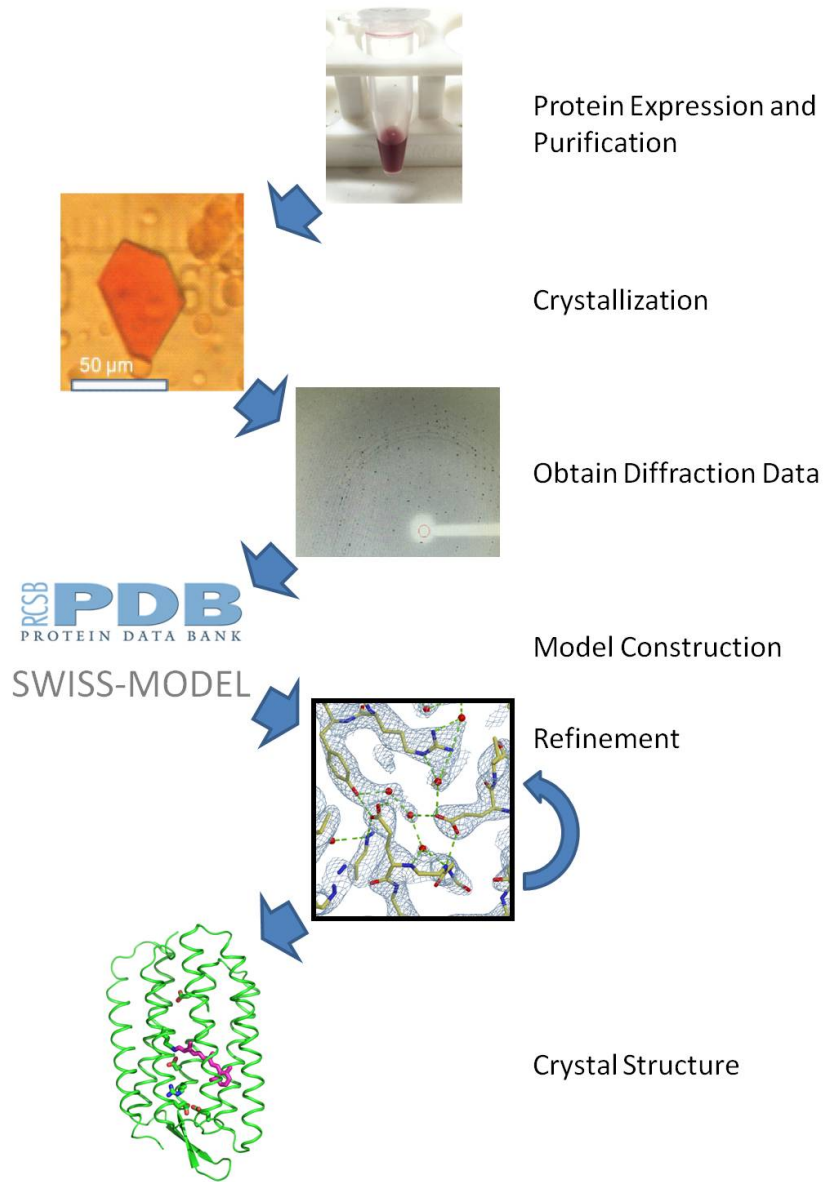 Protein Expression and
Purification
Crystallization
50 µm
Obtain Diffraction Data
RCSB
PDB
PROTEIN DATA BANK
Model Construction
SWISS-MODEL
Refinement
Crystal Structure